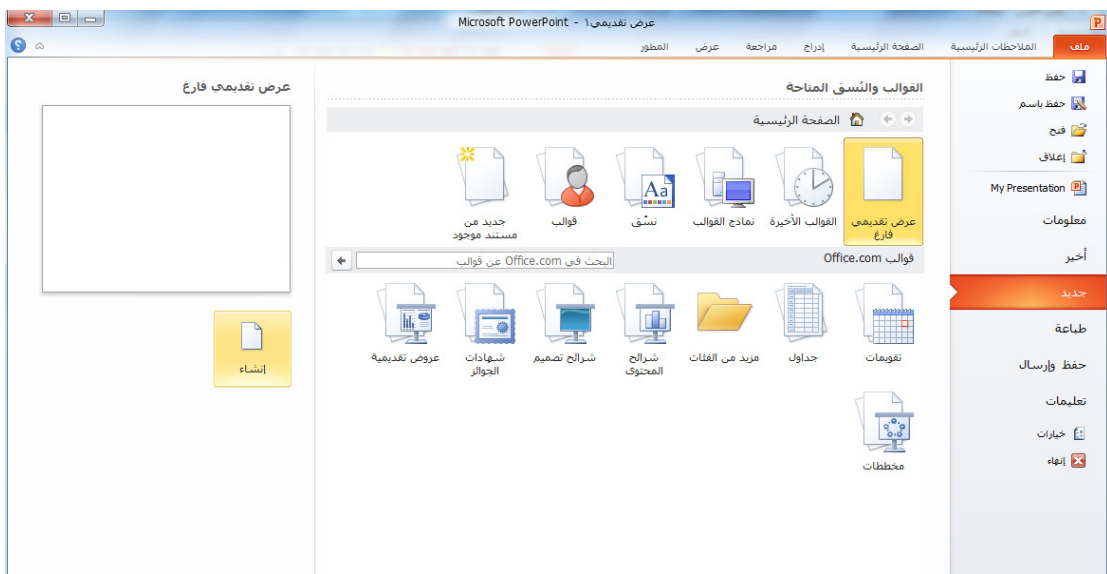 عرض تقديمي١ - Microsoft PowerPoint
ملف
الملاحظات الرئيسية
الصفحة الرئيسية
إدراج
مراجعة
عرض
المطور
حفظ
حفظ باسم
فتح
إغلاق
My Presentation
معلومات
أخير
جديد
طباعة
حفظ وإرسال
تعليمات
خيارات
إنهاء
القوالب والنُسق المتاحة
الصفحة الرئيسية
عرض تقديمي
فارغ
القوالب الأخيرة
نماذج القوالب
نسّق
قوالب
جديد من
مستند موجود
قوالب Office.com
البحث في Office.com عن قوالب
تقويمات
جداول
مزيد من الفئات
شرائح
المحتوى
شرائح تصميم
شهادات
الجوائز
عروض تقديمية
مخططات
عرض تقديمي فارغ
إنشاء